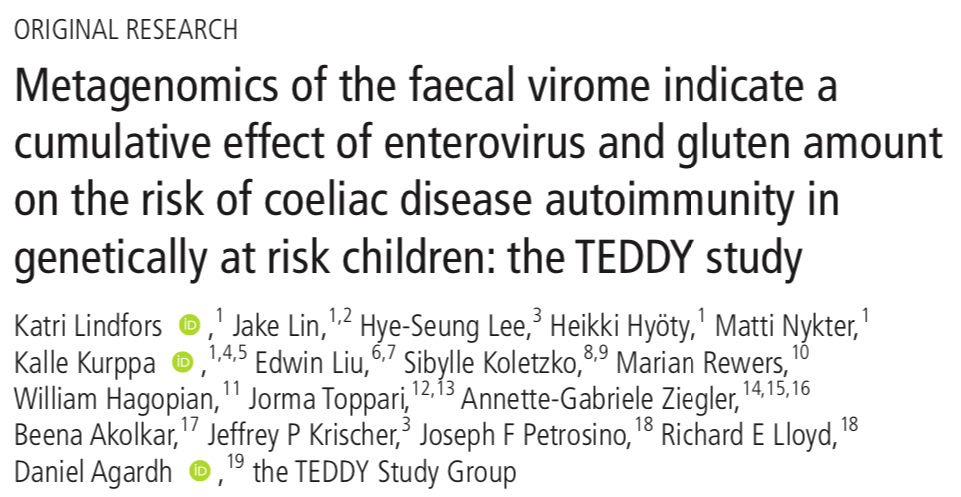 ORIGINAL RESEARCH
Metagenomics of the faecal virome indicate a
cumulative effect of enterovirus and gluten amount
on the risk of coeliac disease autoimmunity in
genetically at risk children: the TEDDY study
Katri Lindfors iD ,1 Jake Lin,1,2 Hye-Seung Lee,3 Heikki Hyöty,1 Matti Nykter,1
Kalle Kurppa iD ,1,4,5 Edwin Liu,6,7 Sibylle Koletzko,8,9 Marian Rewers,10
William Hagopian,11 Jorma Toppari,12,13 Annette-Gabriele Ziegler,14,15,16
Beena Akolkar,17 Jeffrey P Krischer,3 Joseph F Petrosino,18 Richard E Lloyd,18
Daniel Agardh iD ,19 the TEDDY Study Group